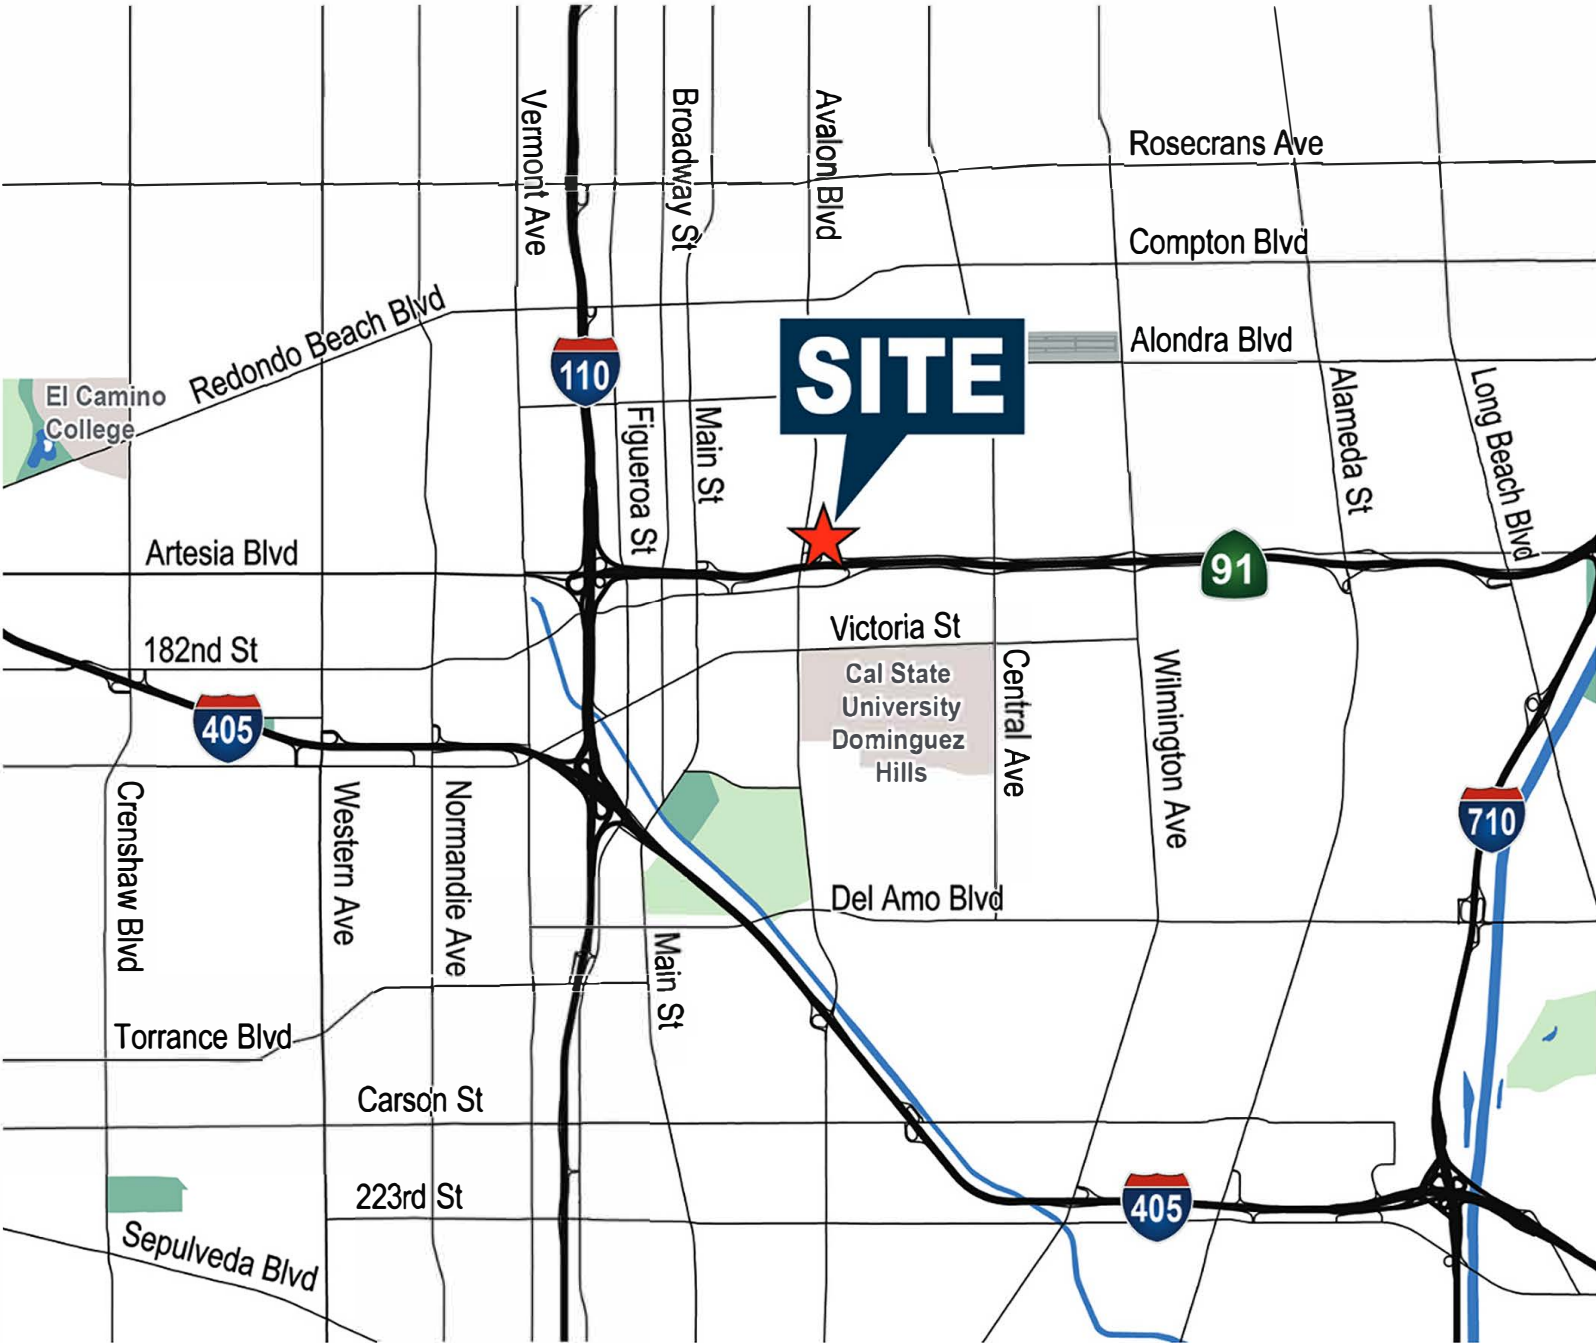 Vermont Ave
Broadway St
Avalon Blvd
Rosecrans Ave
Compton Blvd
Redondo Beach Blvd
Alondra Blvd
SITE
110
El Camino
College
Figueroa St
Main St
Alameda St
Long Beach Blvd
Artesia Blvd
91
182nd St
Victoria St
Cal State
University
Dominguez
Hills
Central Ave
Wilmington Ave
405
Crenshaw Blvd
Western Ave
Normandie Ave
710
Del Amo Blvd
Main St
Torrance Blvd
Carson St
223rd St
405
Sepulveda Blvd